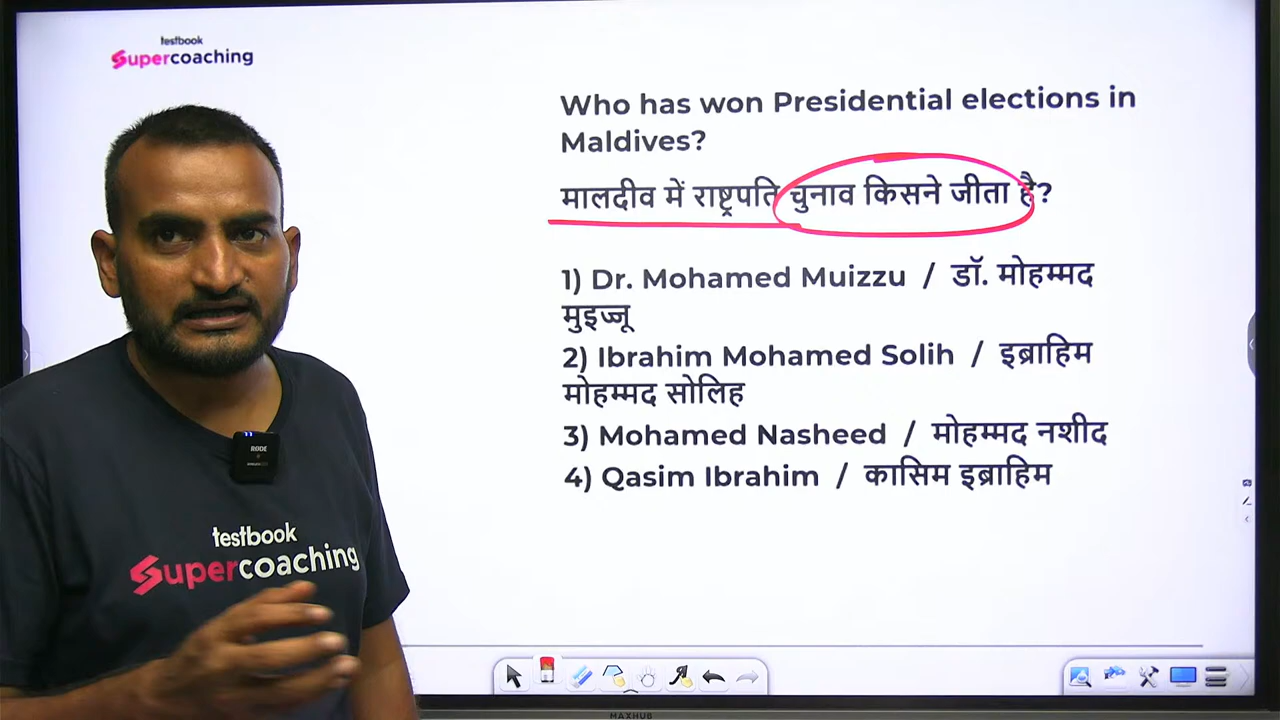 testbook
Supercoaching
Who has won Presidential elections in
Maldives?
मालदीव में राष्ट्रपति चुनाव किसने जीता है?
1) Dr. Mohamed Muizzu / डॉ. मोहम्मद
मुइज्जू
2) Ibrahim Mohamed Solih / इब्राहिम
मोहम्मद सोलिह
3) Mohamed Nasheed / मोहम्मद नशीद
4) Qasim Ibrahim / कासिम इब्राहिम
RODE
testbook
Supercoaching
MAXHUB